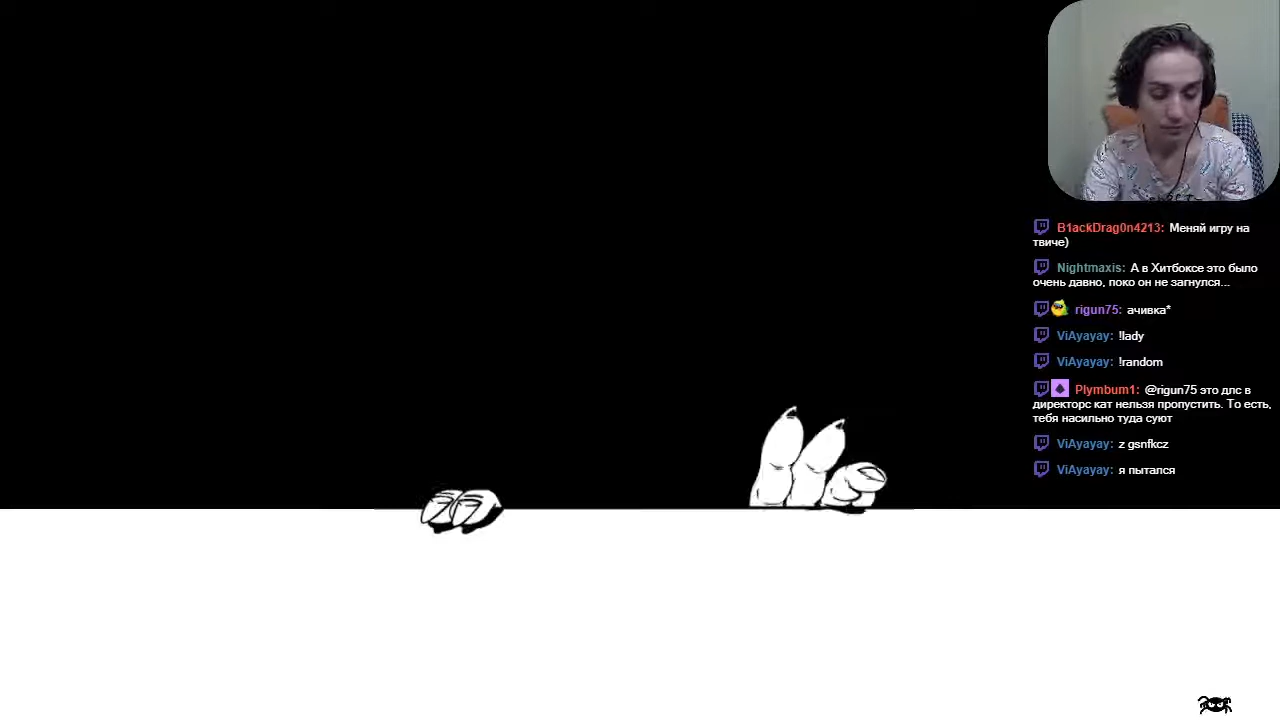 B1ackDrag0n4213: Меняй игру на
твиче)
Nightmaxis: А в Хитбоксе это было
очень давно, поко он не загнулся...
rigun75: ачивка*
ViAyayay: !lady
ViAyayay: !random
Plymbum1: @rigun75 это длс в
директорс кат нельзя пропустить. То есть,
тебя насильно туда суют
ViAyayay: z gsnfkcz
ViAyayay: я пытался